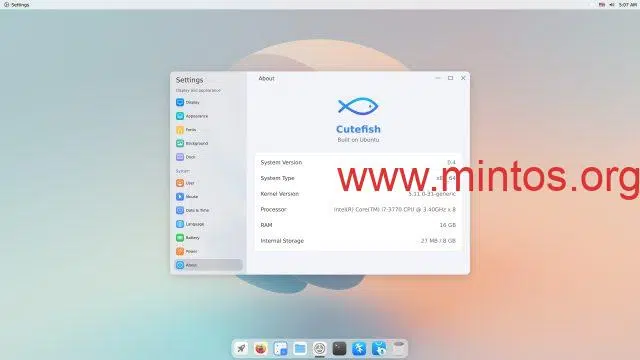 Settings
5:07 AM
Settings
Display and appearance
Display
Appearance
Fonts
Background
Dock
System
User
Mouse
Date & Time
Language
Battery
Power
About
About
Cutefish
Built on Ubuntu
System Version 0.4
System Type x86_64
Kernel Version 5.11.0-31-generic
Processor Intel(R) Core(TM) i7-3770 CPU @ 3.40GHz x 8
RAM 16 GB
Internal Storage 27 MB / 8 GB
www.mintos.org